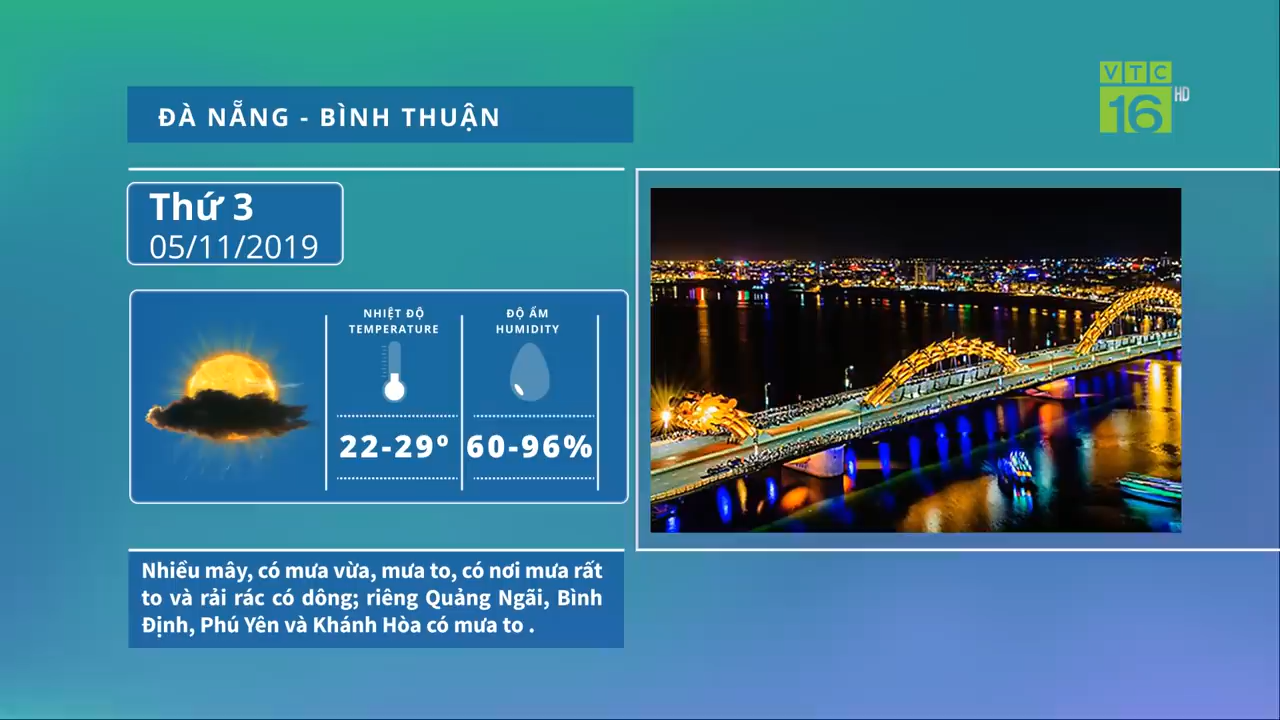 ĐÀ NẴNG - BÌNH THUẬN
VTC
16
HD
Thứ 3
05/11/2019
NHIỆT ĐỘ
TEMPERATURE
ĐỘ ẨM
HUMIDITY
22-29º
60-96%
Nhiều mây, có mưa vừa, mưa to, có nơi mưa rất
to và rải rác có dông; riêng Quảng Ngãi, Bình
Định, Phú Yên và Khánh Hòa có mưa to .